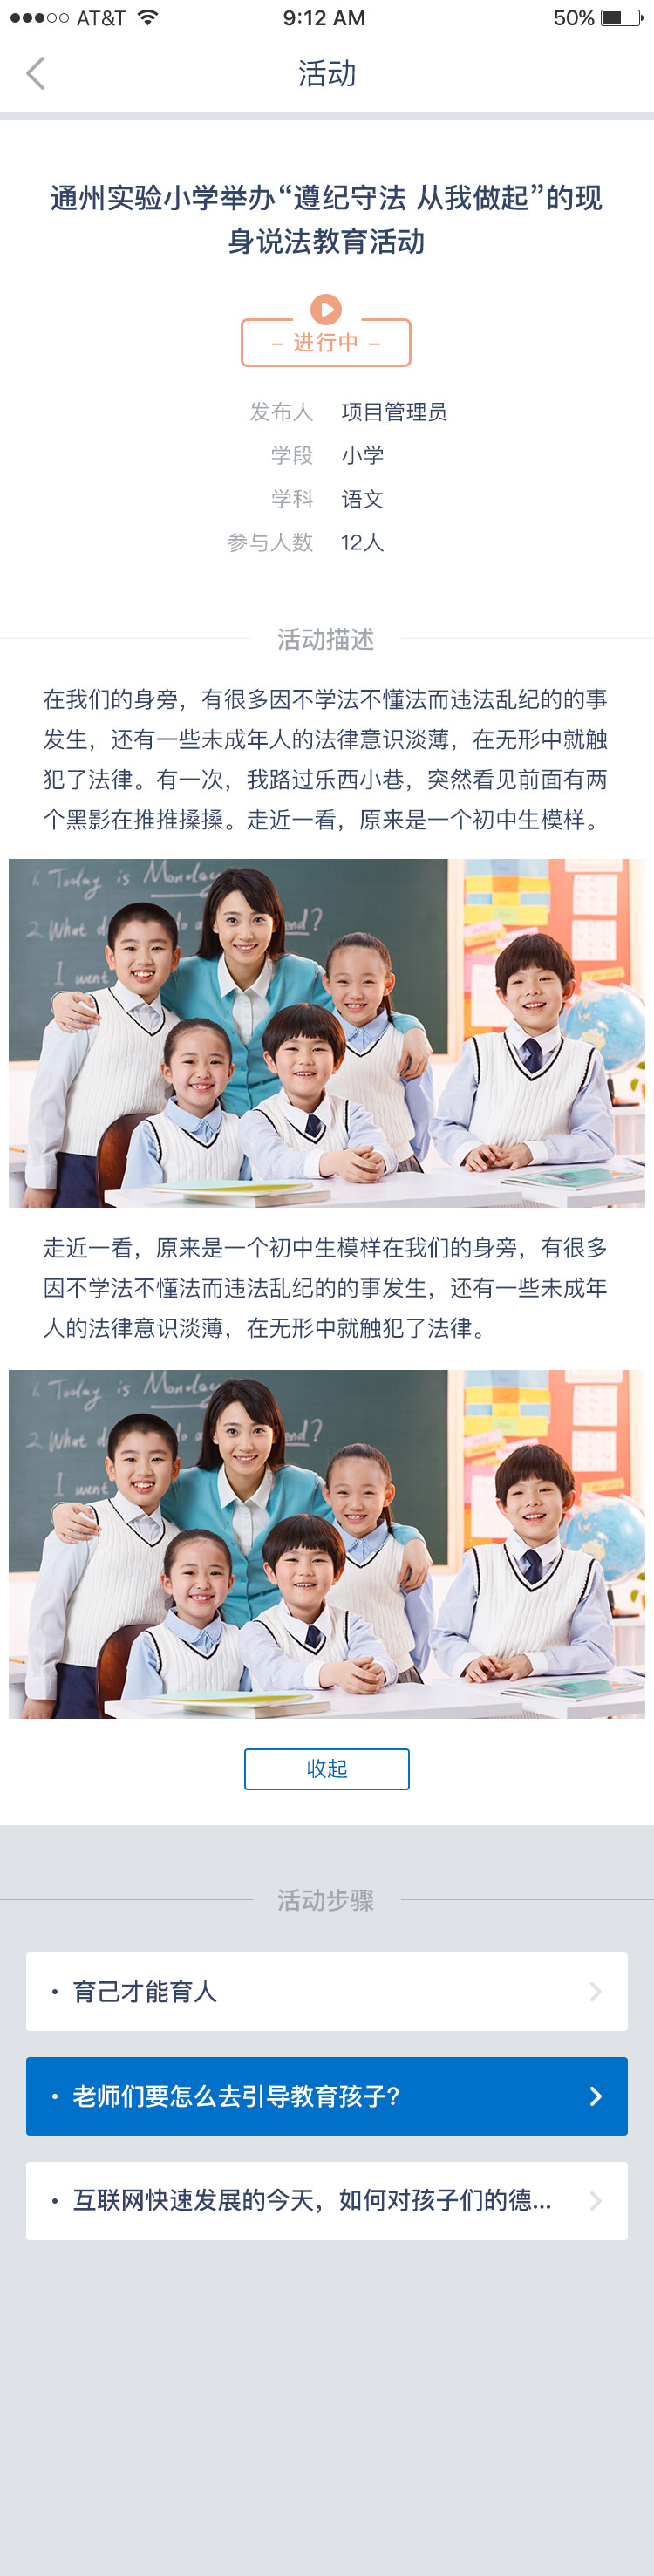 AT&T 9:12 AM 50%
活动
通州实验小学举办“遵纪守法 从我做起”的现
身说法教育活动
– 进行中 –
发布人 项目管理员
学段 小学
学科 语文
参与人数 12人
活动描述
在我们的身旁，有很多因不学法不懂法而违法乱纪的的事
发生，还有一些未成年人的法律意识淡薄，在无形中就触
犯了法律。有一次，我路过乐西小巷，突然看见前面有两
个黑影在推推搡搡。走近一看，原来是一个初中生模样。
1. Today is Monday
2. What d
o a
end?
I went
走近一看，原来是一个初中生模样在我们的身旁，有很多
因不学法不懂法而违法乱纪的的事发生，还有一些未成年
人的法律意识淡薄，在无形中就触犯了法律。
1. Today is Monday
2. What d
o a
end?
I went
收起
活动步骤
· 育己才能育人
· 老师们要怎么去引导教育孩子?
· 互联网快速发展的今天，如何对孩子们的德...